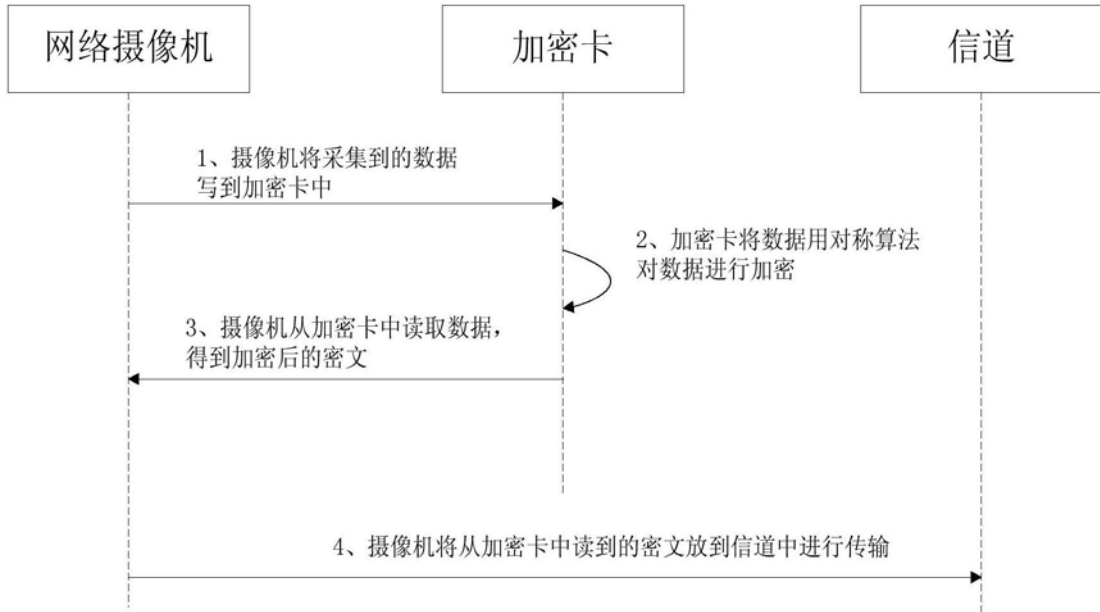 网络摄像机
加密卡
信道
1、摄像机将采集到的数据
写到加密卡中
2、加密卡将数据用对称算法
对数据进行加密
3、摄像机从加密卡中读取数据，
得到加密后的密文
4、摄像机将从加密卡中读到的密文放到信道中进行传输